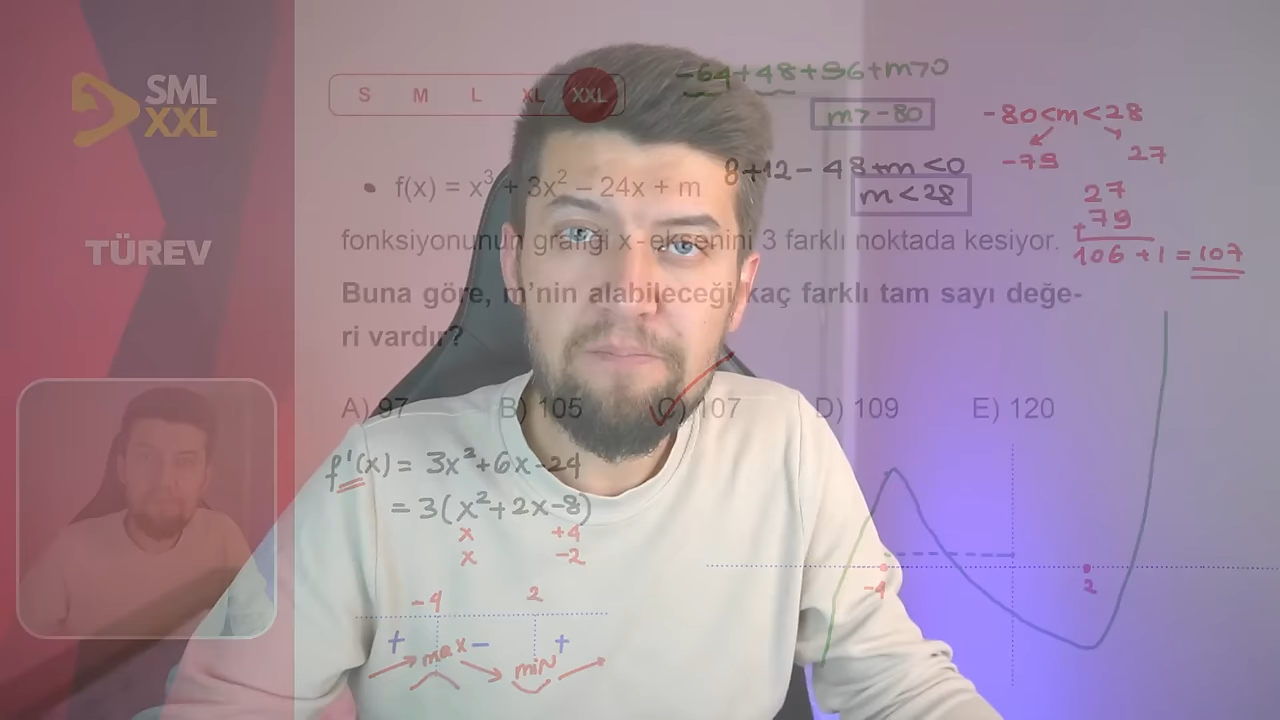 SML
XXL
TÜREV
S M L XL XXL
• f(x) = x³ + 3x² – 24x + m
fonksiyonunun grafiği x - eksenini 3 farklı noktada kesiyor.
Buna göre, m'nin alabileceği kaç farklı tam sayı değe-
ri vardır?
A) 97 B) 105 C) 107 D) 109 E) 120
-64+48+96+m>0
m>-80
8+12-48+m<0
m<28
-80<m<28
-79 27
27
+79
106+1=107
f'(x) = 3x²+6x-24
= 3(x²+2x-8)
x +4
x -2
-4 2
+ - +
max min
-4 2